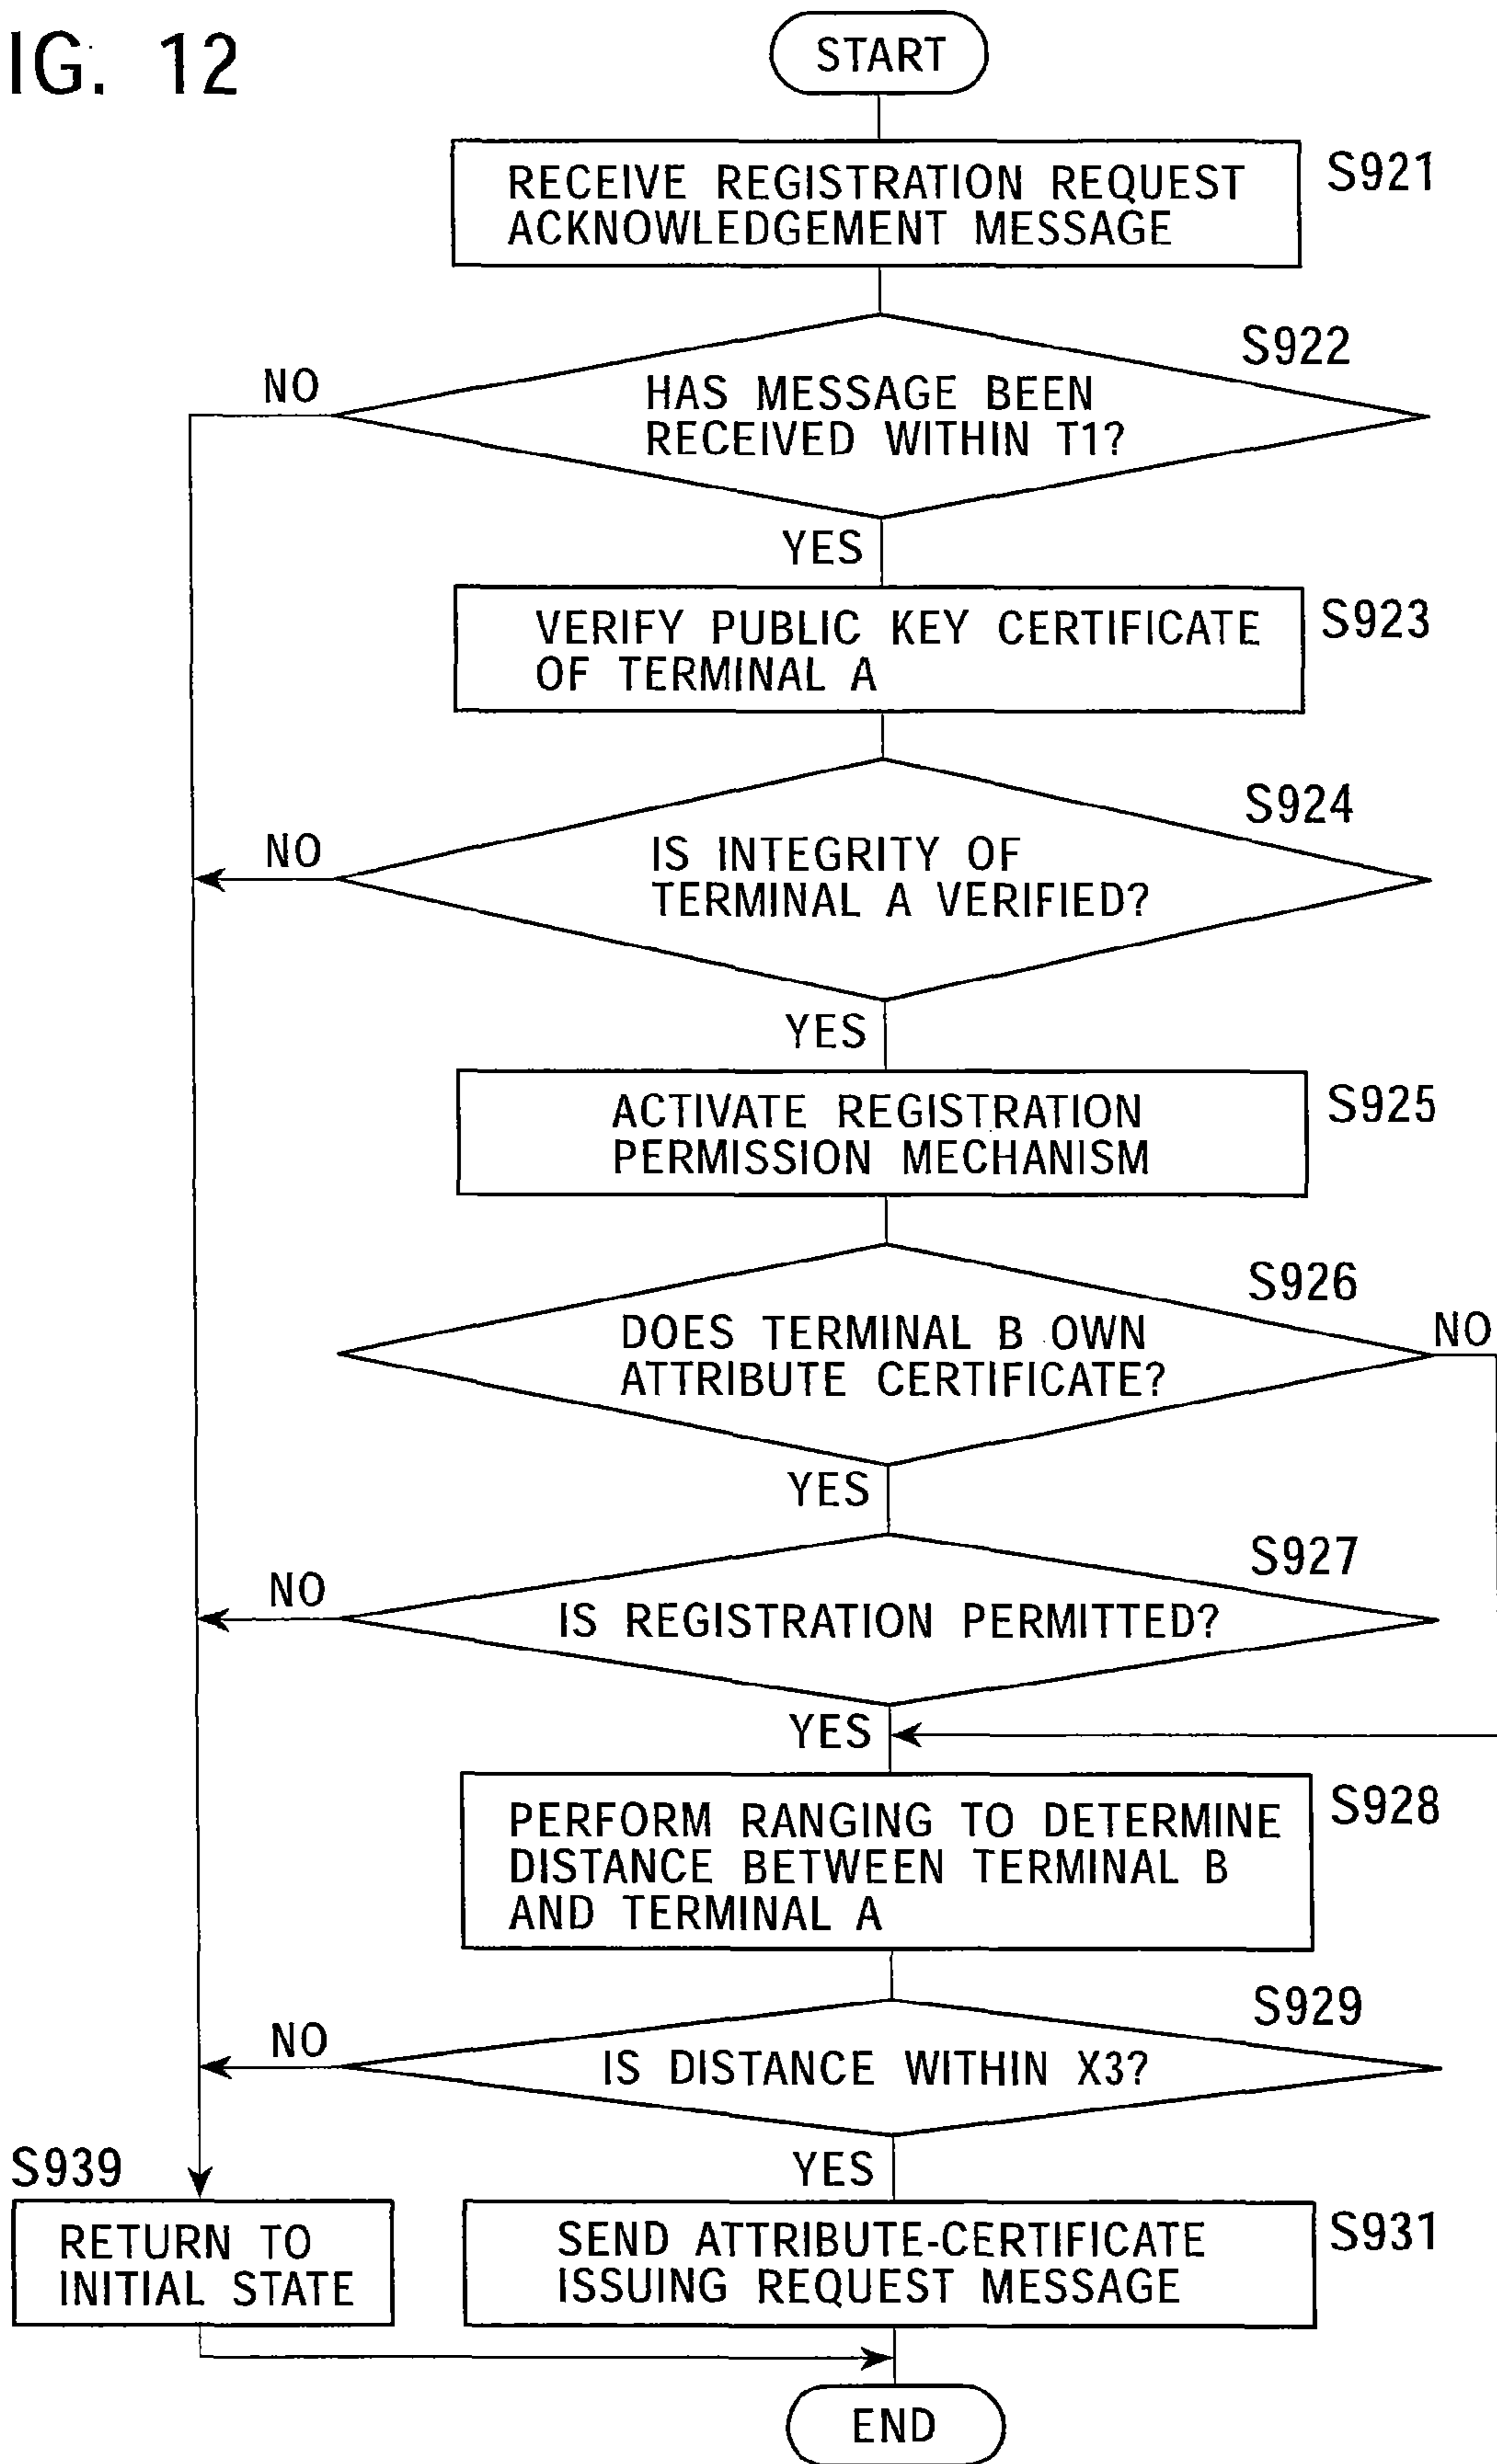 IG. 12
START
RECEIVE REGISTRATION REQUEST
ACKNOWLEDGEMENT MESSAGE
S921
S922
NO
HAS MESSAGE BEEN
RECEIVED WITHIN T1?
YES
VERIFY PUBLIC KEY CERTIFICATE
OF TERMINAL A
S923
S924
NO
IS INTEGRITY OF
TERMINAL A VERIFIED?
YES
ACTIVATE REGISTRATION
PERMISSION MECHANISM
S925
S926
DOES TERMINAL B OWN
ATTRIBUTE CERTIFICATE?
NO
YES
S927
NO
IS REGISTRATION PERMITTED?
YES
PERFORM RANGING TO DETERMINE
DISTANCE BETWEEN TERMINAL B
AND TERMINAL A
S928
S929
NO
IS DISTANCE WITHIN X3?
YES
S939
RETURN TO
INITIAL STATE
SEND ATTRIBUTE-CERTIFICATE
ISSUING REQUEST MESSAGE
S931
END